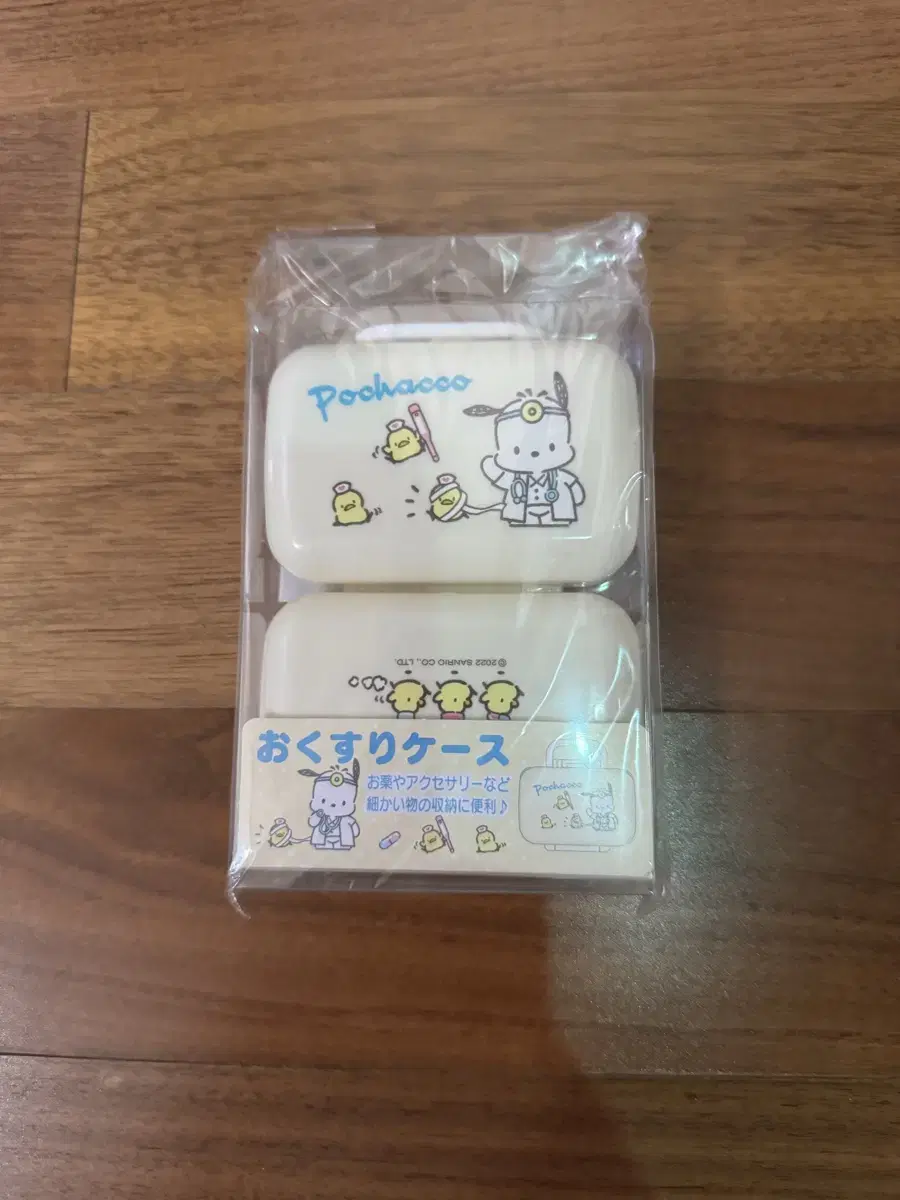 Pochacco
© 2022 SANRIO CO., LTD.
おくすりケース
お薬やアクセサリーなど
細かい物の収納に便利♪
Pochacco